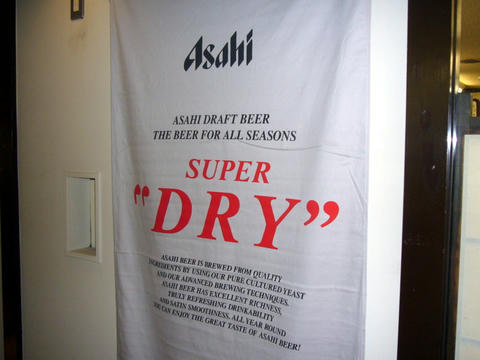 Asahi
ASAHI DRAFT BEER
THE BEER FOR ALL SEASONS
SUPER
"DRY"
ASAHI BEER IS BREWED FROM QUALITY
INGREDIENTS BY USING OUR PURE CULTURED YEAST
AND OUR ADVANCED BREWING TECHNIQUES.
ASAHI BEER HAS EXCELLENT RICHNESS,
TRULY REFRESHING DRINKABILITY
AND SATIN SMOOTHNESS. ALL YEAR ROUND
YOU CAN ENJOY THE GREAT TASTE OF ASAHI BEER!